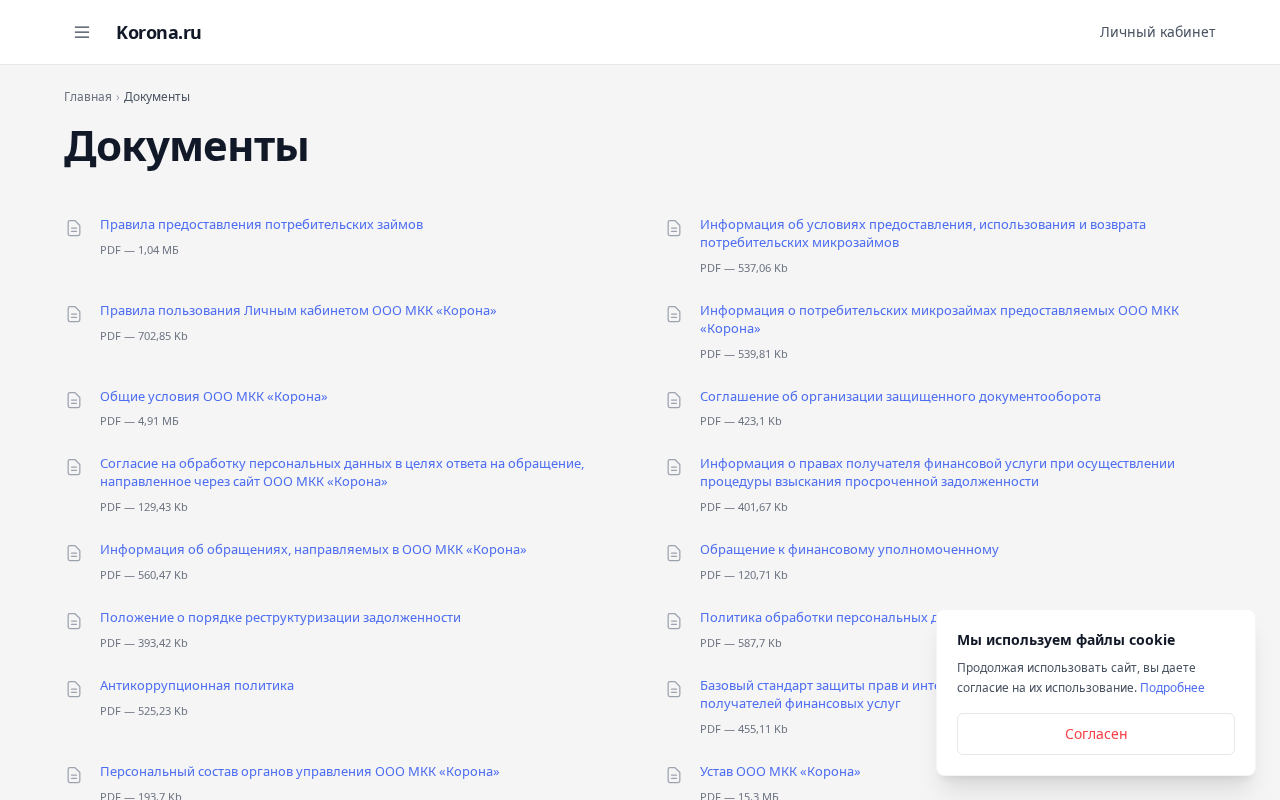 Korona.ru
Личный кабинет
Главная › Документы
Документы
Правила предоставления потребительских займов
PDF — 1,04 МБ
Информация об условиях предоставления, использования и возврата
потребительских микрозаймов
PDF — 537,06 Kb
Правила пользования Личным кабинетом ООО МКК «Корона»
PDF — 702,85 Kb
Информация о потребительских микрозаймах предоставляемых ООО МКК
«Корона»
PDF — 539,81 Kb
Общие условия ООО МКК «Корона»
PDF — 4,91 МБ
Соглашение об организации защищенного документооборота
PDF — 423,1 Kb
Согласие на обработку персональных данных в целях ответа на обращение,
направленное через сайт ООО МКК «Корона»
PDF — 129,43 Kb
Информация о правах получателя финансовой услуги при осуществлении
процедуры взыскания просроченной задолженности
PDF — 401,67 Kb
Информация об обращениях, направляемых в ООО МКК «Корона»
PDF — 560,47 Kb
Обращение к финансовому уполномоченному
PDF — 120,71 Kb
Положение о порядке реструктуризации задолженности
PDF — 393,42 Kb
Политика обработки персональных
PDF — 587,7 Kb
Антикоррупционная политика
PDF — 525,23 Kb
Базовый стандарт защиты прав и
получателей финансовых услуг
PDF — 455,11 Kb
Персональный состав органов управления ООО МКК «Корона»
PDF — 193,7 Kb
Устав ООО МКК «Корона»
PDF — 15,3 МБ
Мы используем файлы cookie
Продолжая использовать сайт, вы даете
согласие на их использование. Подробнее
Согласен